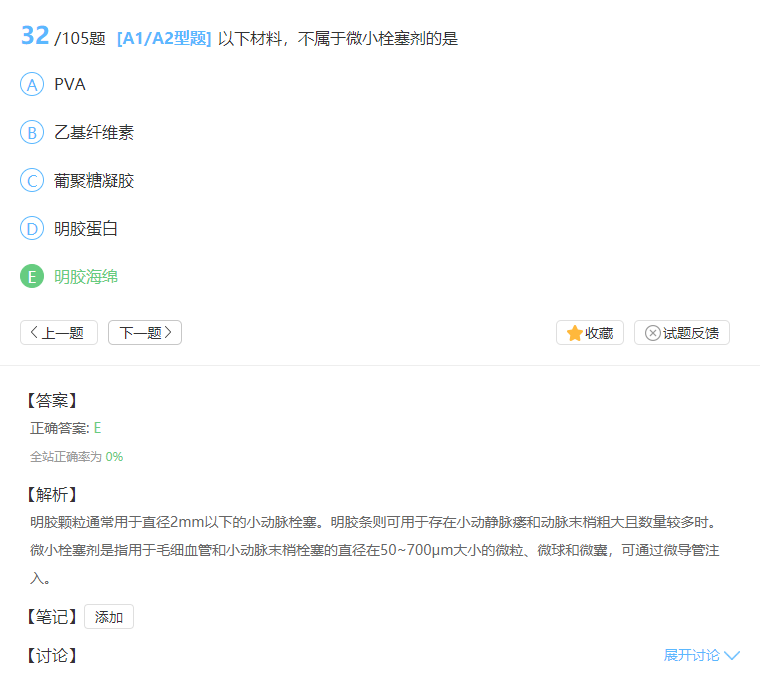 32 /105题 [A1/A2型题] 以下材料，不属于微小栓塞剂的是
A PVA
B 乙基纤维素
C 葡聚糖凝胶
D 明胶蛋白
E 明胶海绵
上一题 下一题 收藏 试题反馈
【答案】
正确答案: E
全站正确率为 0%
【解析】
明胶颗粒通常用于直径2mm以下的小动脉栓塞。明胶条则可用于存在小动静脉瘘和动脉末梢粗大且数量较多时。
微小栓塞剂是指用于毛细血管和小动脉末梢栓塞的直径在50~700μm大小的微粒、微球和微囊，可通过微导管注
入。
【笔记】 添加
【讨论】 展开讨论